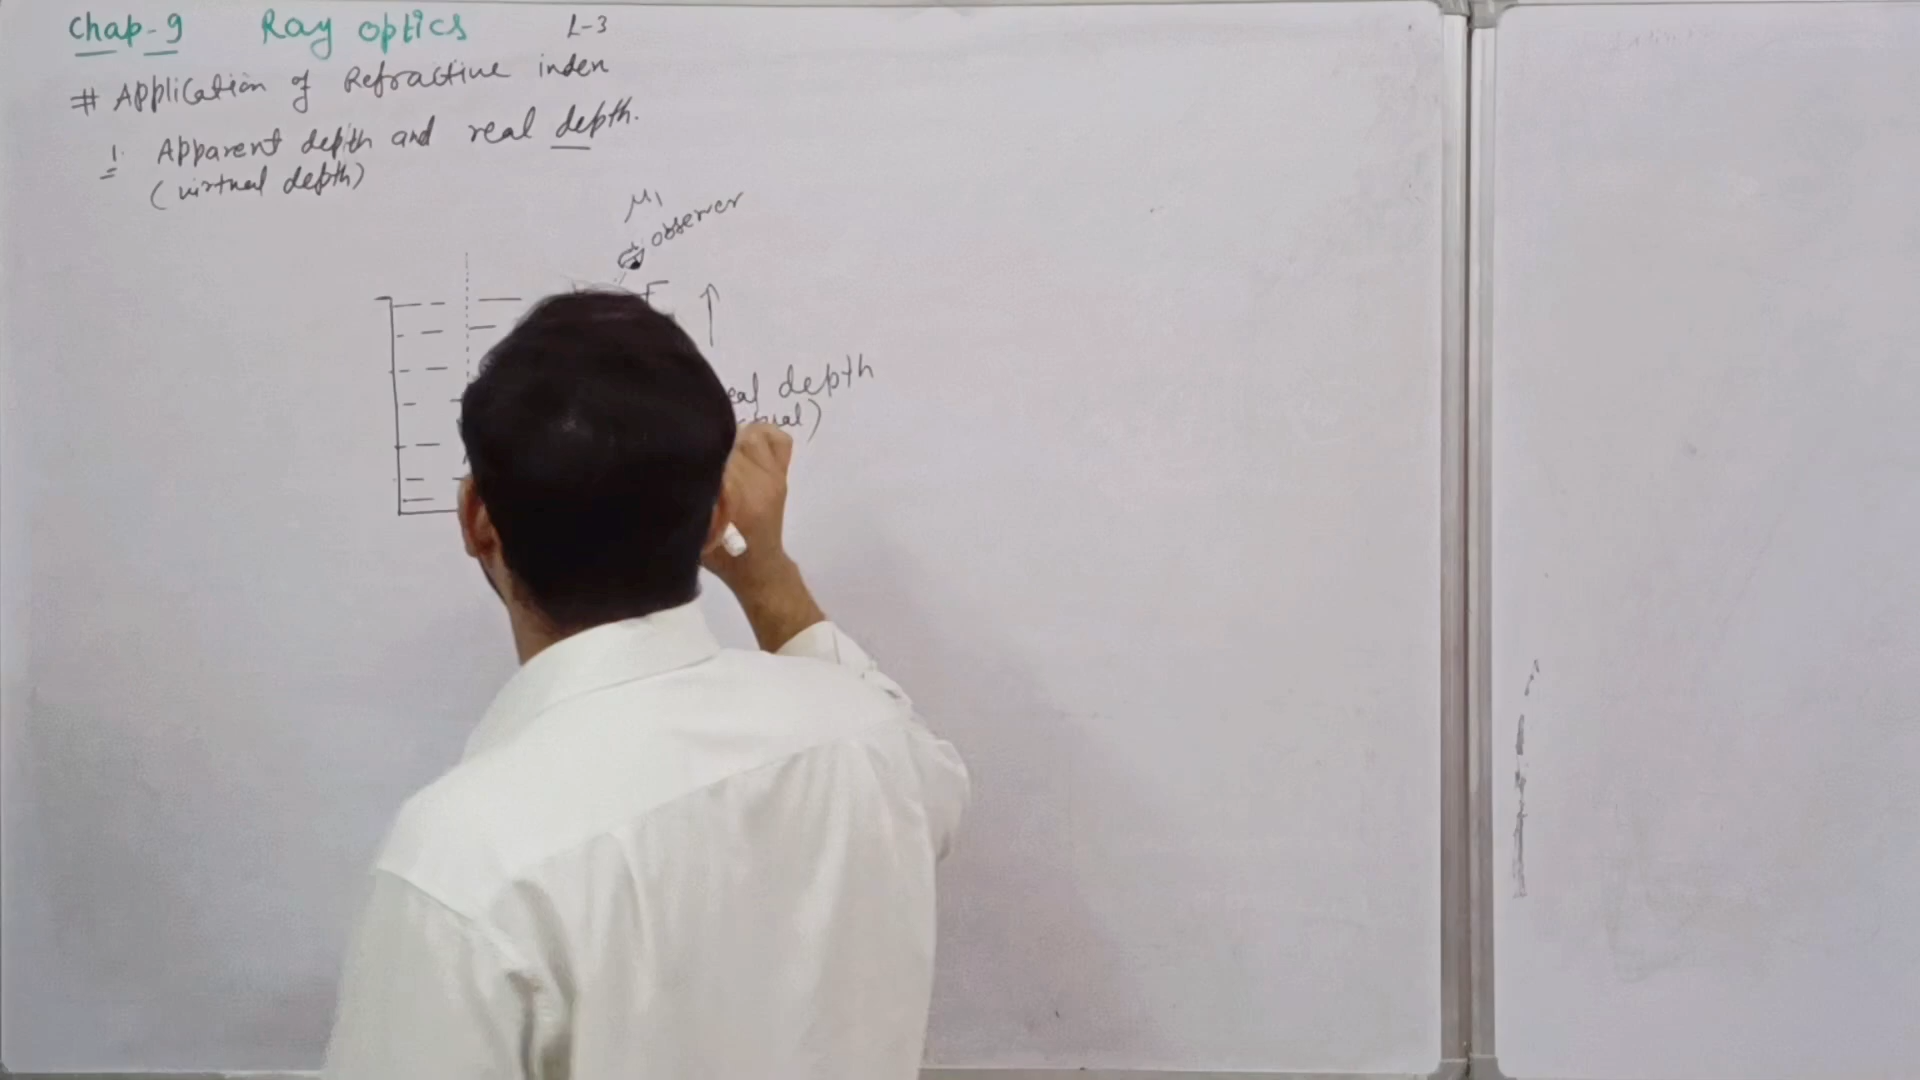 Chap-9 Ray optics L-3
# Application of Refractive inden
1. Apparent depth and real depth.
(virtual depth)
μ1
observer
depth